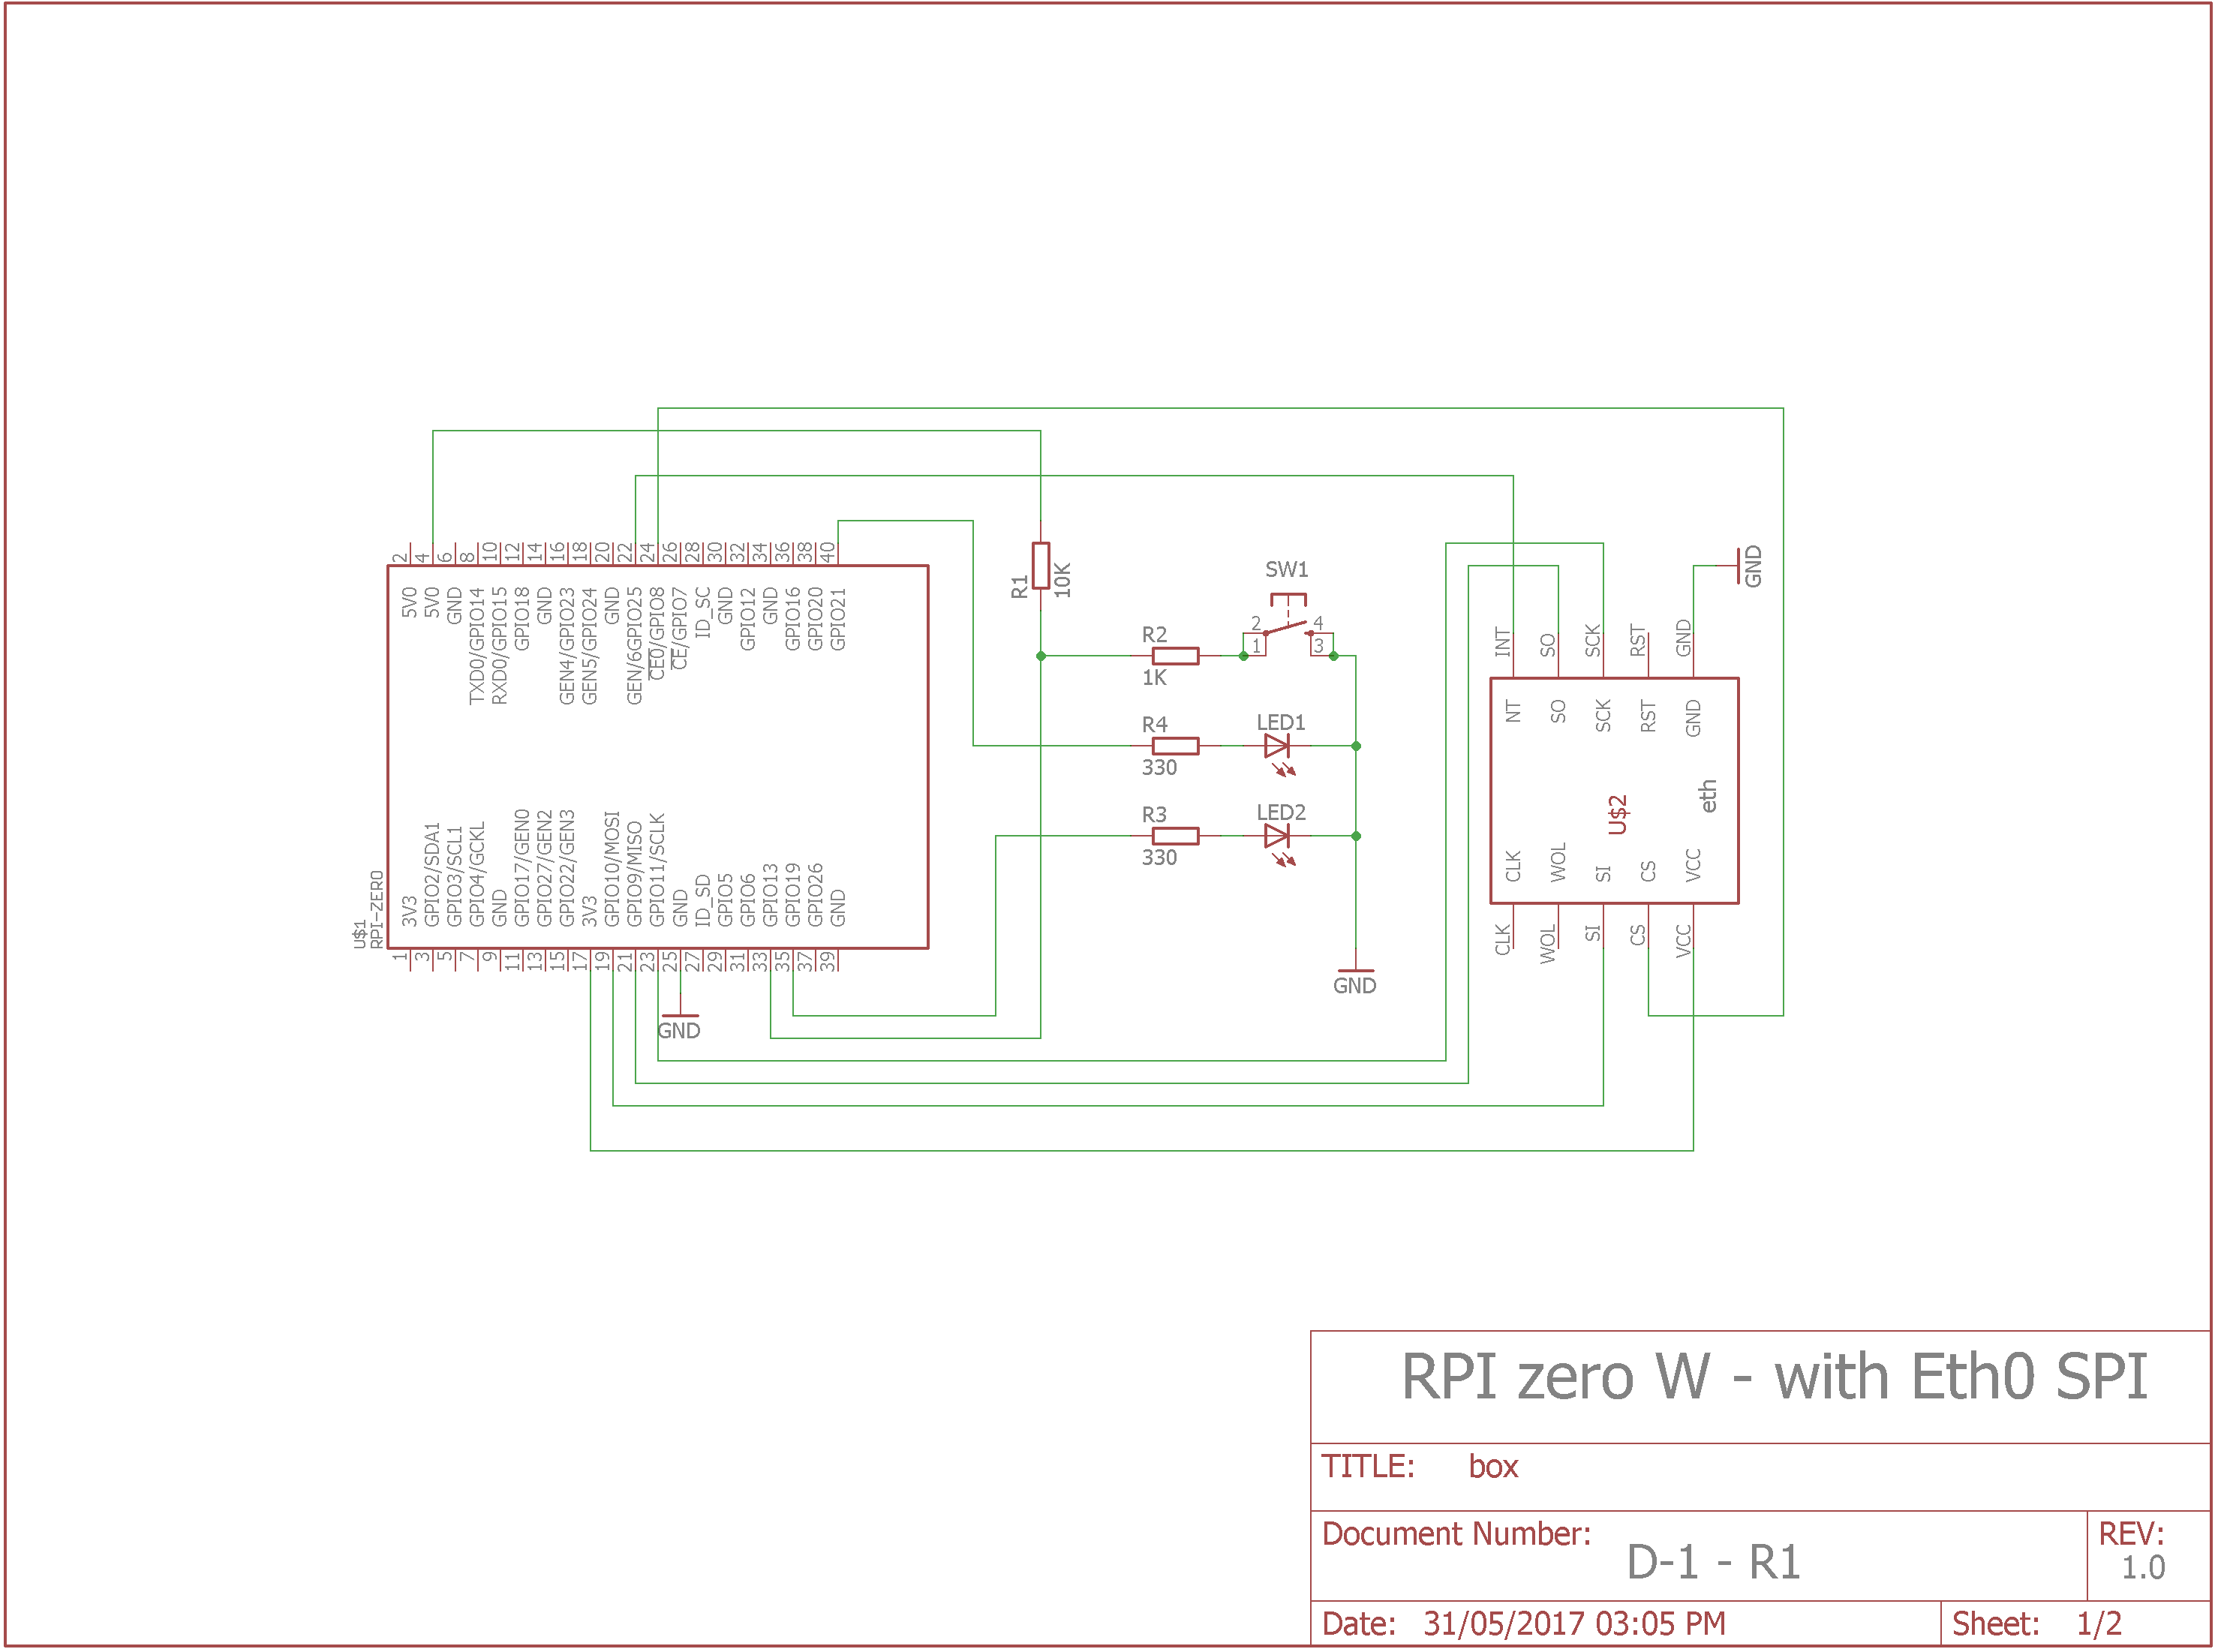 2
4
6
8
10
12
14
16
18
20
22
24
26
28
30
32
34
36
38
40
5V0
5V0
GND
TXD0/GPIO14
RXD0/GPIO15
GPIO18
GND
GEN4/GPIO23
GEN5/GPIO24
GND
GEN/6GPIO25
CE0/GPIO8
CE/GPIO7
ID_SC
GND
GPIO12
GND
GPIO16
GPIO20
GPIO21
3V3
GPIO2/SDA1
GPIO3/SCL1
GPIO4/GCKL
GND
GPIO17/GEN0
GPIO27/GEN2
GPIO22/GEN3
3V3
GPIO10/MOSI
GPIO9/MISO
GPIO11/SCLK
GND
ID_SD
GPIO5
GPIO6
GPIO13
GPIO19
GPIO26
GND
U$1
RPI-ZERO
1
3
5
7
9
11
13
15
17
19
21
23
25
27
29
31
33
35
37
39
GND
R1
10K
R2
1K
SW1
2
1
4
3
R4
330
LED1
R3
330
LED2
GND
GND
INT
SO
SCK
RST
GND
NT
SO
SCK
RST
GND
U$2
eth
CLK
WOL
SI
CS
VCC
CLK
WOL
SI
CS
VCC
RPI zero W - with Eth0 SPI
TITLE: box
Document Number:
D-1 - R1
REV:
1.0
Date: 31/05/2017 03:05 PM
Sheet: 1/2